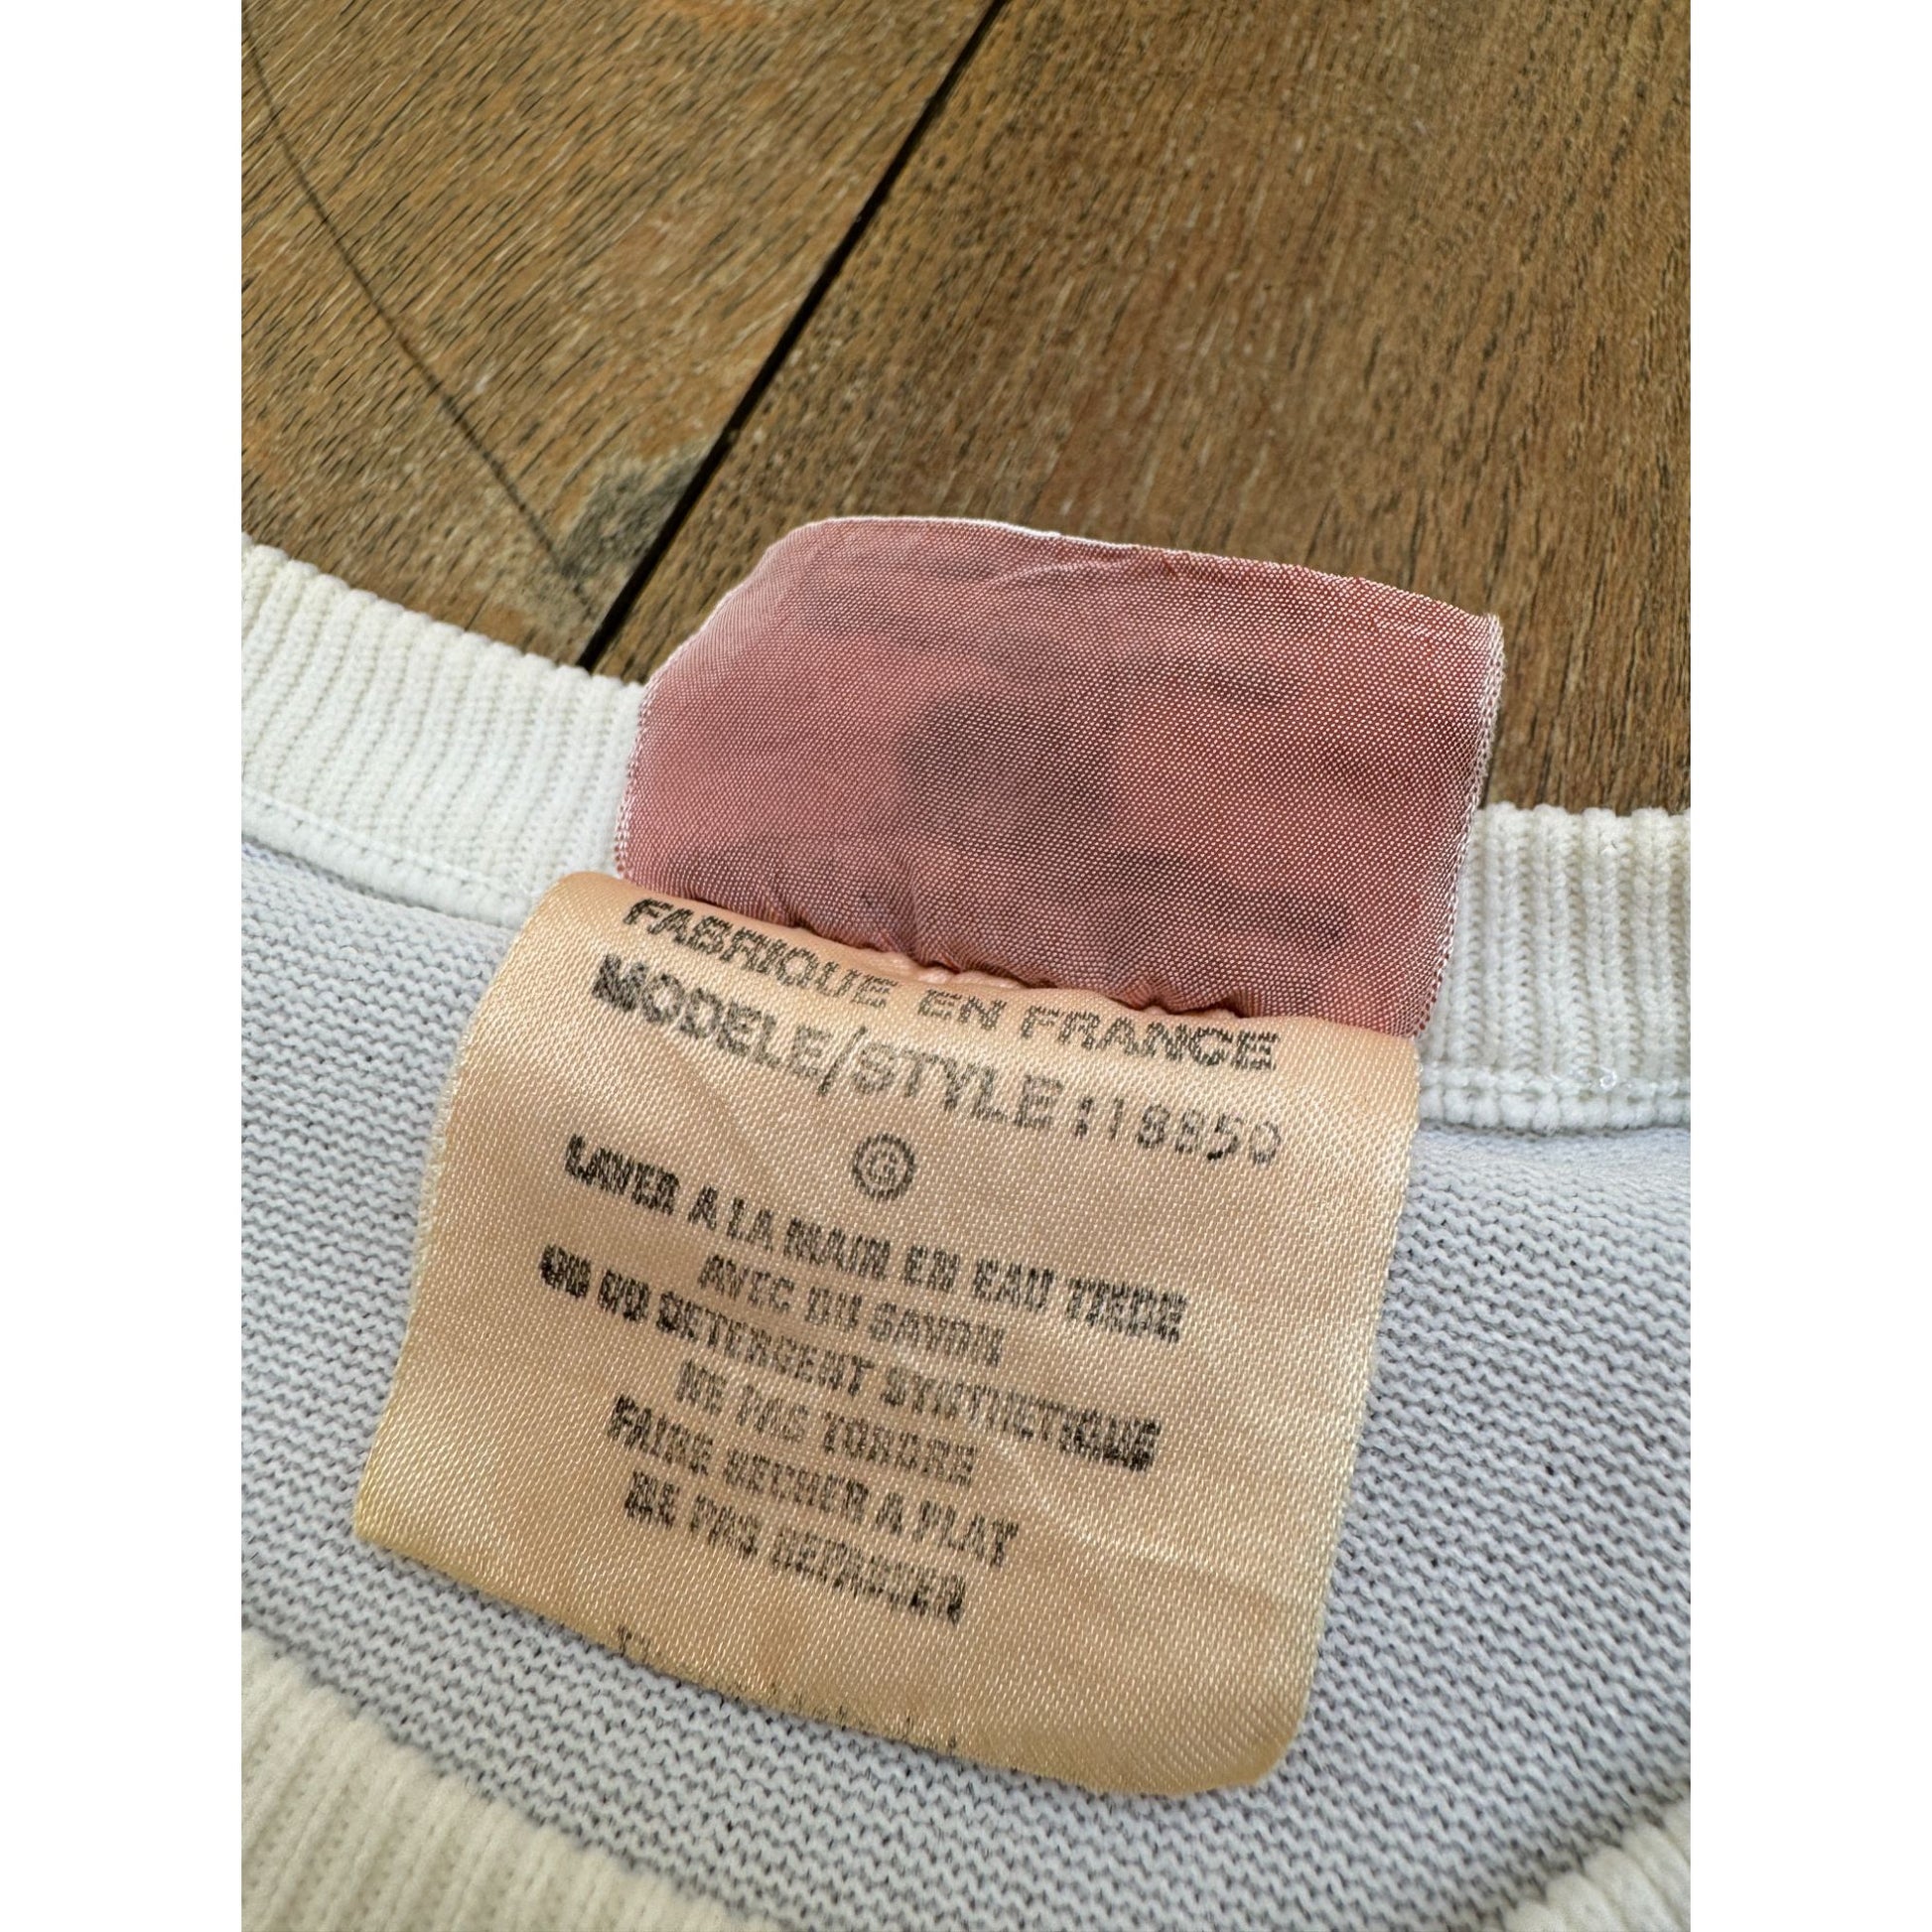 FABRIQUE EN FRANCE
MODELE/STYLE:18850
G
LAVER A LA MAIN EN EAU TIEDE
AVEC DU SAVON
OU UN DETERGENT SYNTHETIQUE
NE PAS TORDRE
FAIRE SECHER A PLAT
NE PAS REPASSER